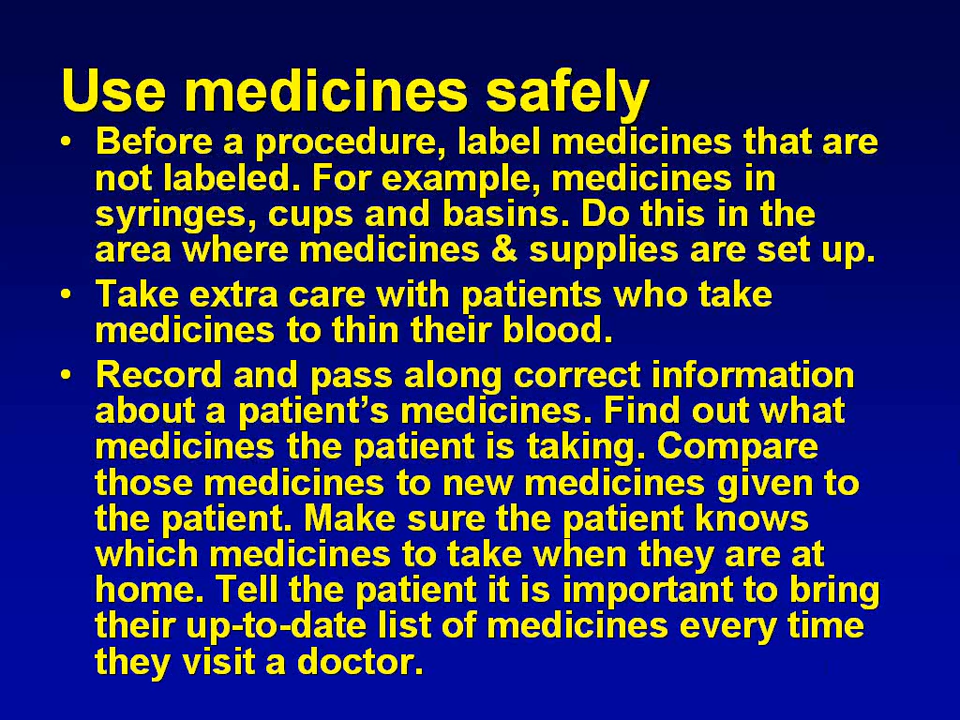 Use medicines safely
• Before a procedure, label medicines that are
not labeled. For example, medicines in
syringes, cups and basins. Do this in the
area where medicines & supplies are set up.
• Take extra care with patients who take
medicines to thin their blood.
• Record and pass along correct information
about a patient’s medicines. Find out what
medicines the patient is taking. Compare
those medicines to new medicines given to
the patient. Make sure the patient knows
which medicines to take when they are at
home. Tell the patient it is important to bring
their up-to-date list of medicines every time
they visit a doctor.